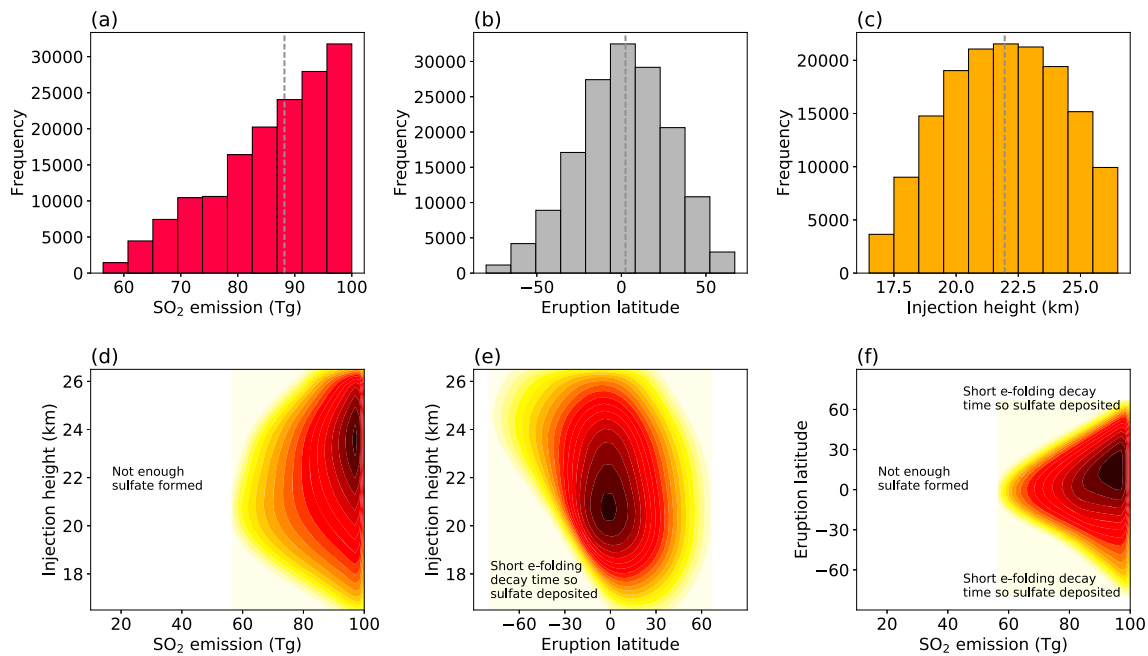 (a)
30000
25000
20000
15000
10000
5000
0
Frequency
60 70 80 90 100
SO₂ emission (Tg)
(b)
30000
25000
20000
15000
10000
5000
0
Frequency
−50 0 50
Eruption latitude
(c)
20000
15000
10000
5000
0
Frequency
17.5 20.0 22.5 25.0
Injection height (km)
(d)
26
24
22
20
18
Injection height (km)
Not enough
sulfate formed
20 40 60 80 100
SO₂ emission (Tg)
(e)
26
24
22
20
18
Injection height (km)
Short e-folding
decay time so
sulfate deposited
−60 −30 0 30 60
Eruption latitude
(f)
60
30
0
−30
−60
Eruption latitude
Short e-folding decay
time so sulfate deposited
Not enough
sulfate formed
Short e-folding decay
time so sulfate deposited
20 40 60 80 100
SO₂ emission (Tg)